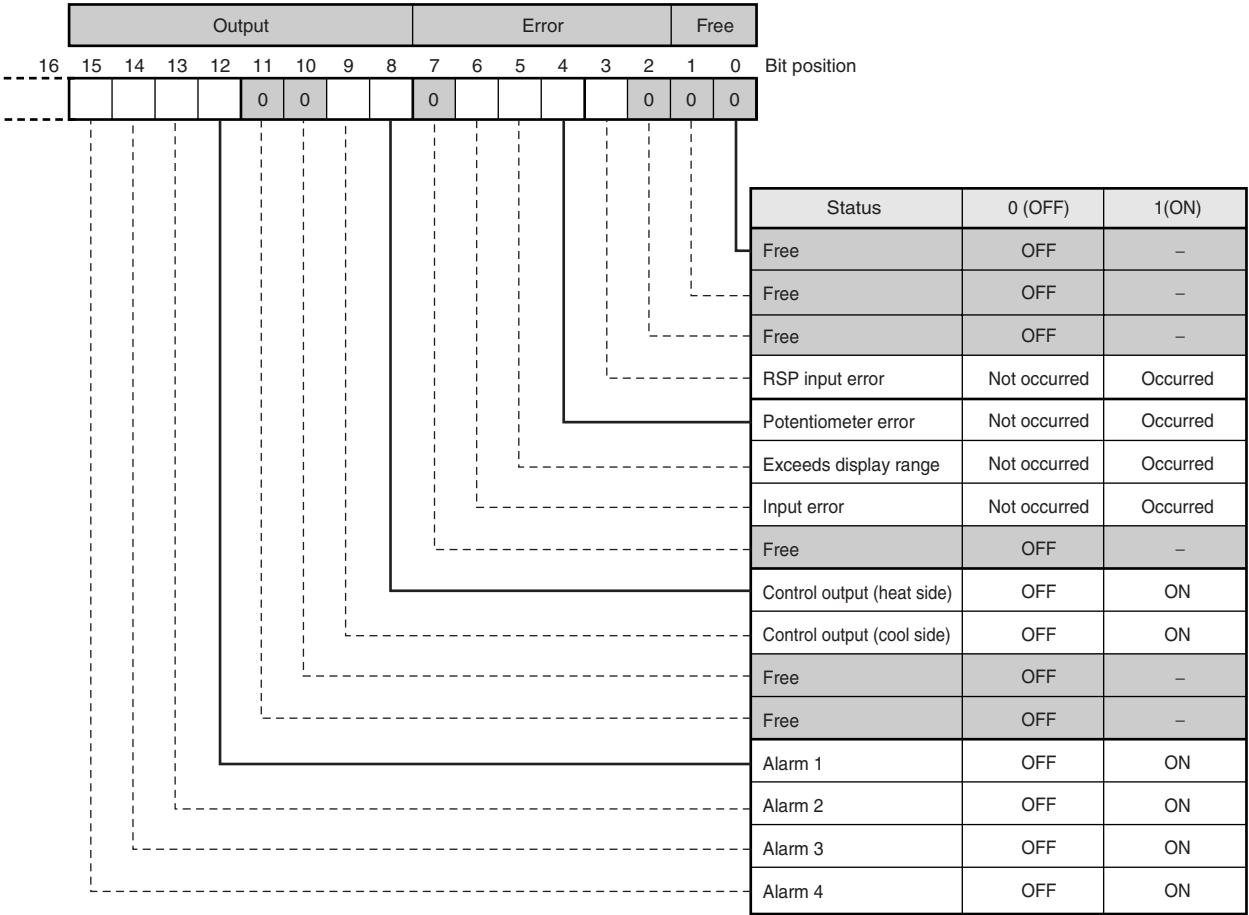 Output Error Free
16 15 14 13 12 11 10 9 8 7 6 5 4 3 2 1 0 Bit position
0 0 0 0 0 0
Status 0 (OFF) 1(ON)
Free OFF –
Free OFF –
Free OFF –
RSP input error Not occurred Occurred
Potentiometer error Not occurred Occurred
Exceeds display range Not occurred Occurred
Input error Not occurred Occurred
Free OFF –
Control output (heat side) OFF ON
Control output (cool side) OFF ON
Free OFF –
Free OFF –
Alarm 1 OFF ON
Alarm 2 OFF ON
Alarm 3 OFF ON
Alarm 4 OFF ON